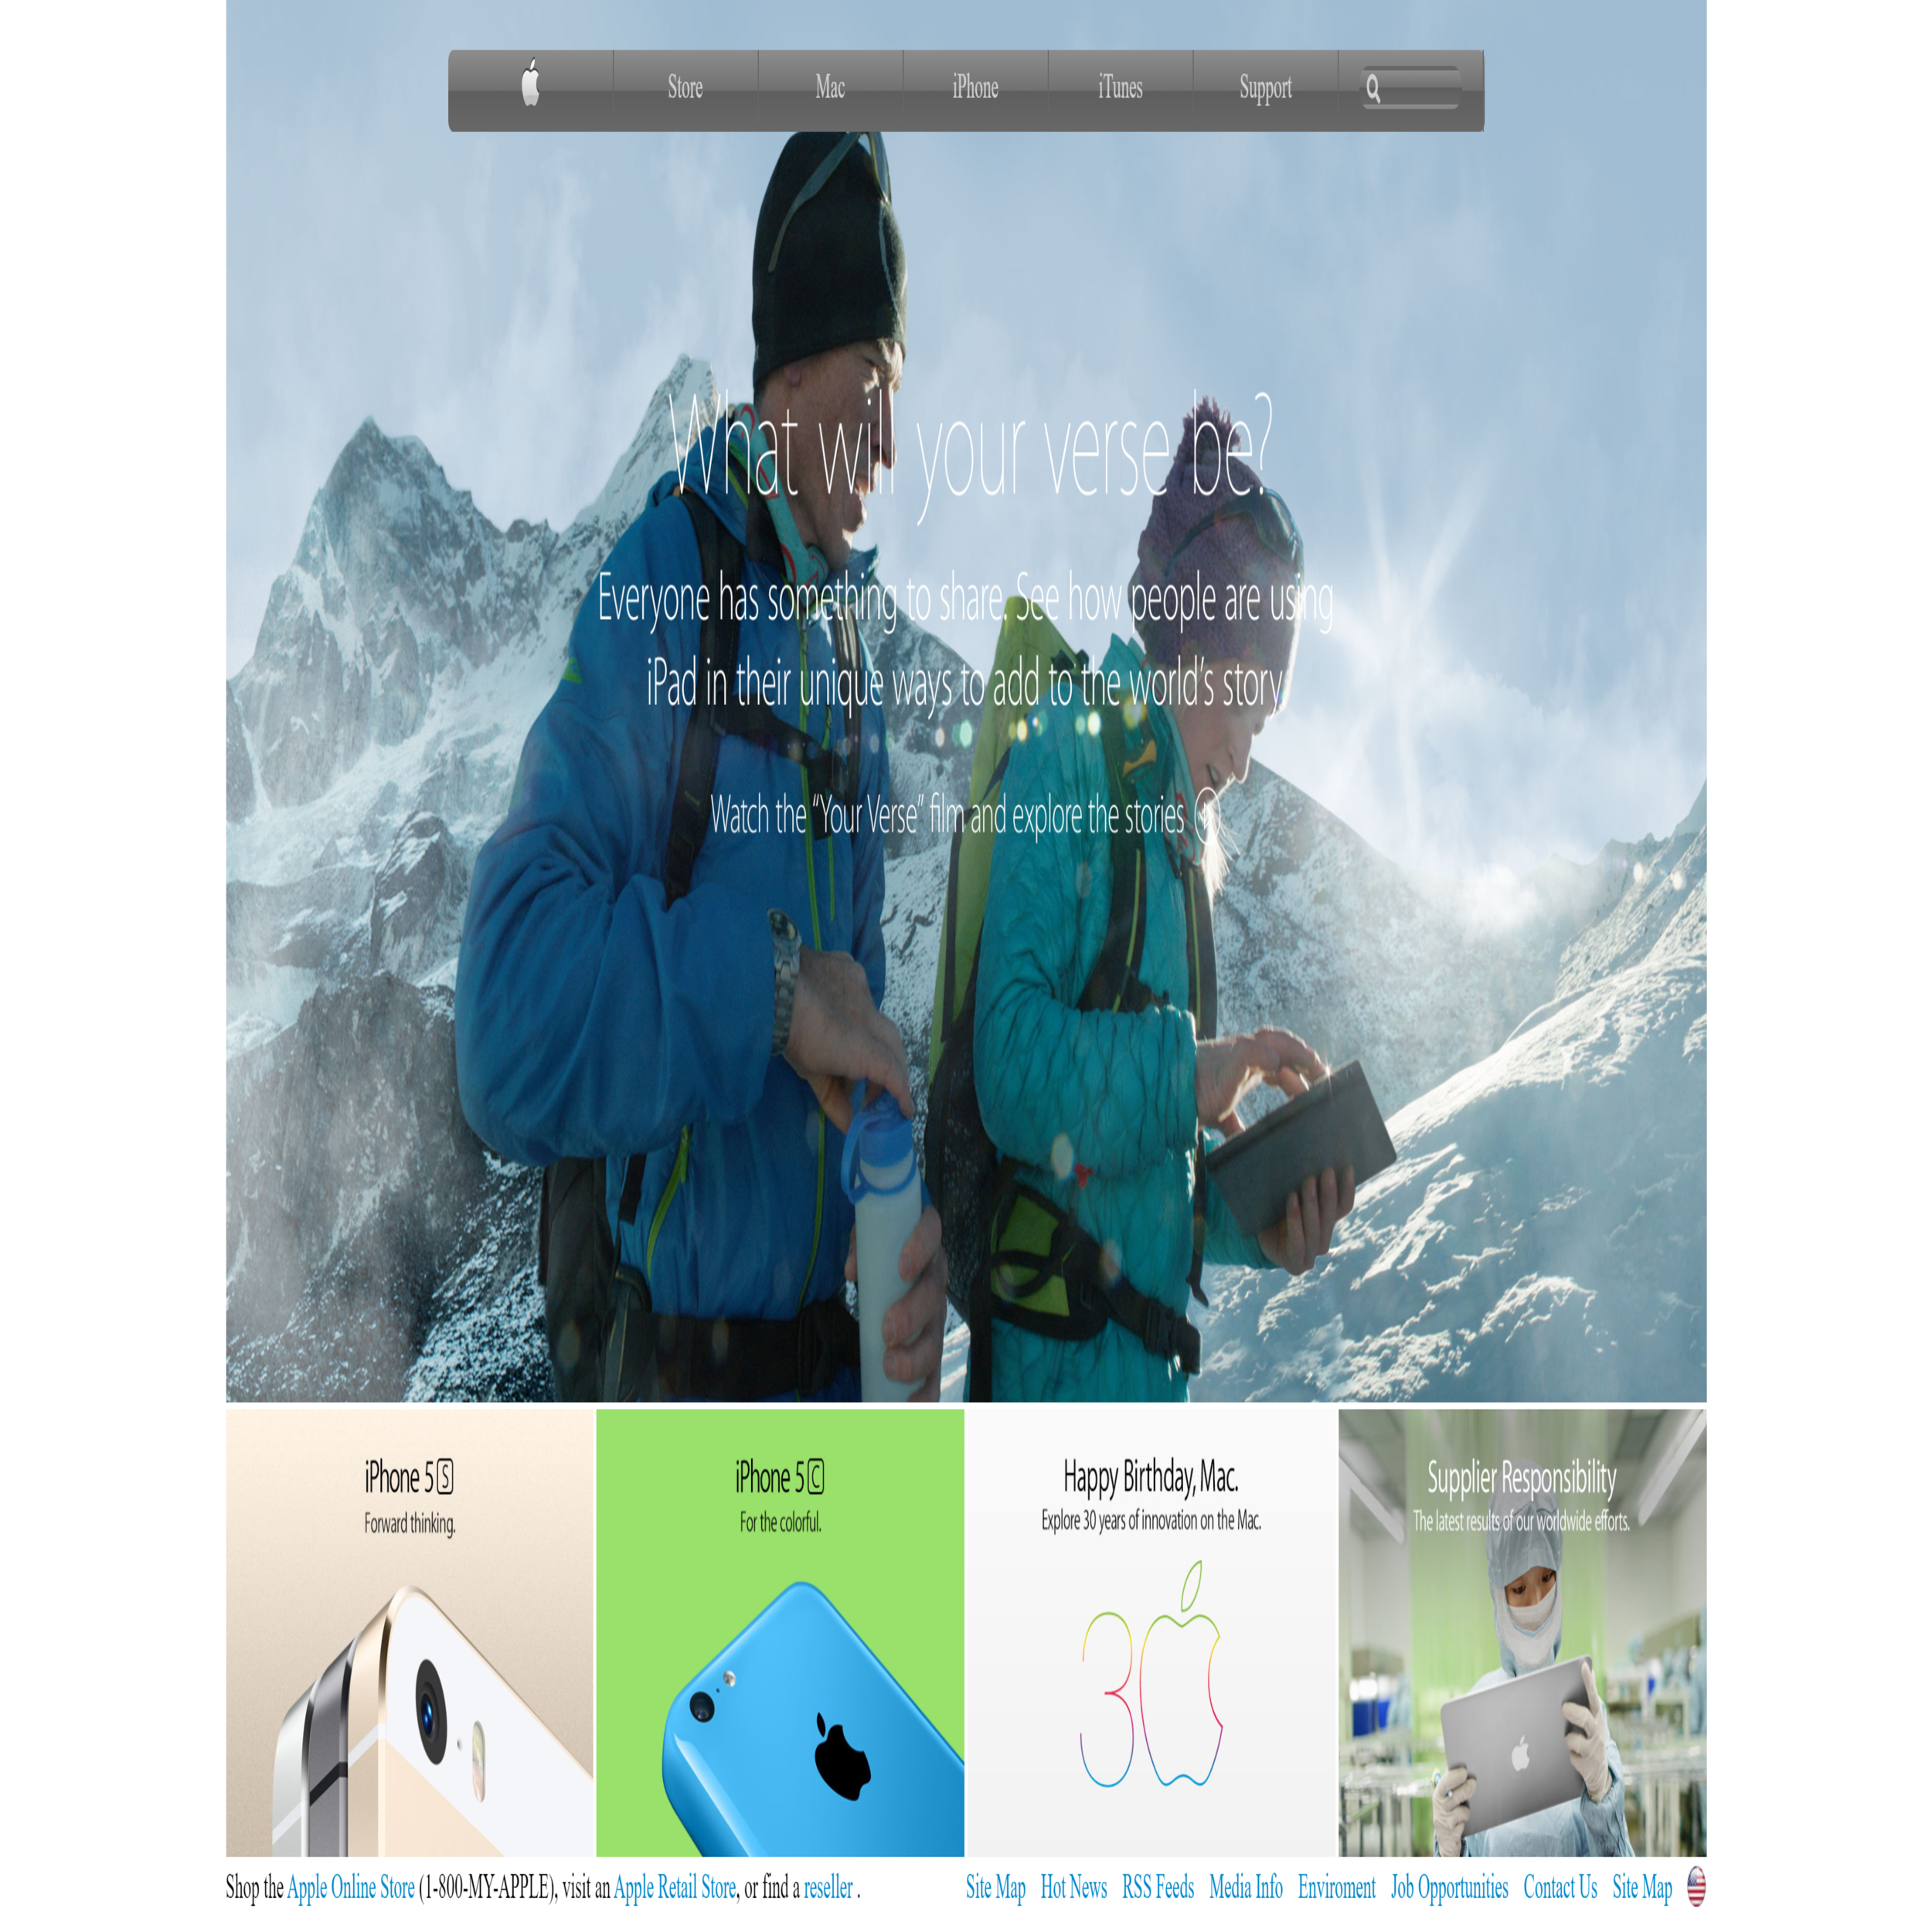 Store Mac iPhone iTunes Support
What will your verse be?
Everyone has something to share. See how people are using
iPad in their unique ways to add to the world's story.
Watch the “Your Verse” film and explore the stories
iPhone 5S
Forward thinking.
iPhone 5C
For the colorful.
Happy Birthday, Mac.
Explore 30 years of innovation on the Mac.
30
Supplier Responsibility
The latest results of our worldwide efforts.
Shop the Apple Online Store (1-800-MY-APPLE), visit an Apple Retail Store, or find a reseller .
Site Map Hot News RSS Feeds Media Info Enviroment Job Opportunities Contact Us Site Map